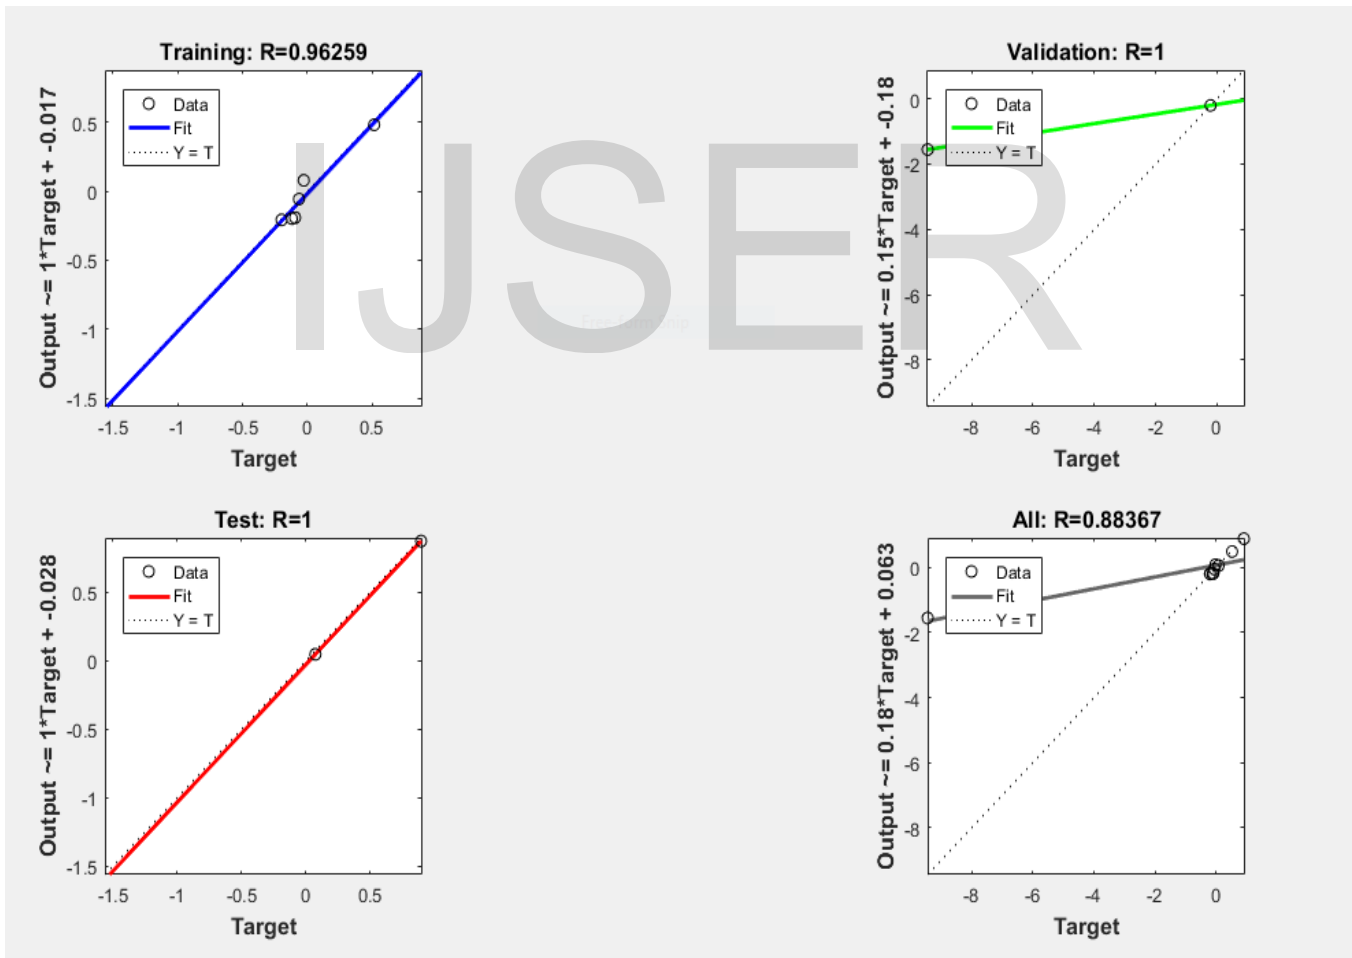 Training: R=0.96259
Output ~= 1*Target + -0.017
Data
Fit
Y = T
0.5
0
-0.5
-1
-1.5
-1.5
-1
-0.5
0
0.5
Target
Validation: R=1
Output ~= 0.15*Target + -0.18
Data
Fit
Y = T
0
-2
-4
-6
-8
-8
-6
-4
-2
0
Target
IJSER
Free-form Snip
Test: R=1
Output ~= 1*Target + -0.028
Data
Fit
Y = T
0.5
0
-0.5
-1
-1.5
-1.5
-1
-0.5
0
0.5
Target
All: R=0.88367
Output ~= 0.18*Target + 0.063
Data
Fit
Y = T
0
-2
-4
-6
-8
-8
-6
-4
-2
0
Target